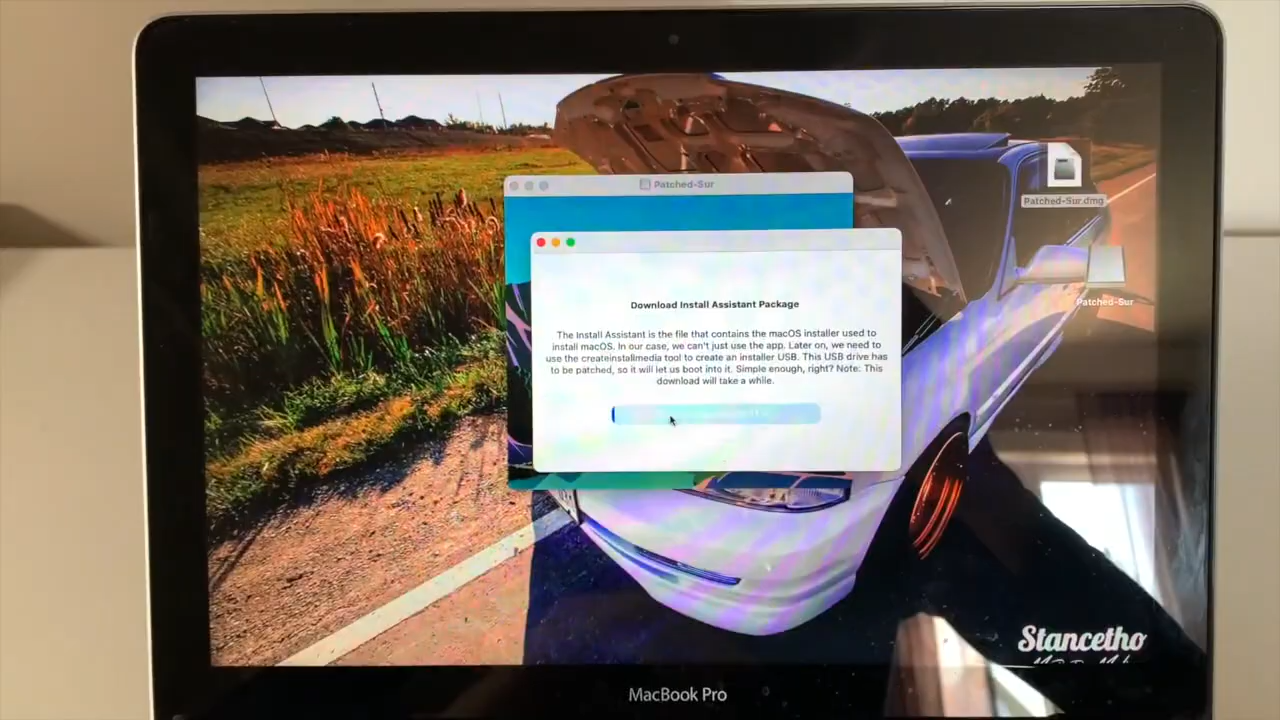 Patched-Sur
Patched-Sur.dmg
Patched-Sur
Download Install Assistant Package
The Install Assistant is the file that contains the macOS installer used to
install macOS. In our case, we can't just use the app. Later on, we need to
use the createinstallmedia tool to create an installer USB. This USB drive has
to be patched, so it will let us boot into it. Simple enough, right? Note: This
download will take a while.
Stancetho
MacBook Pro